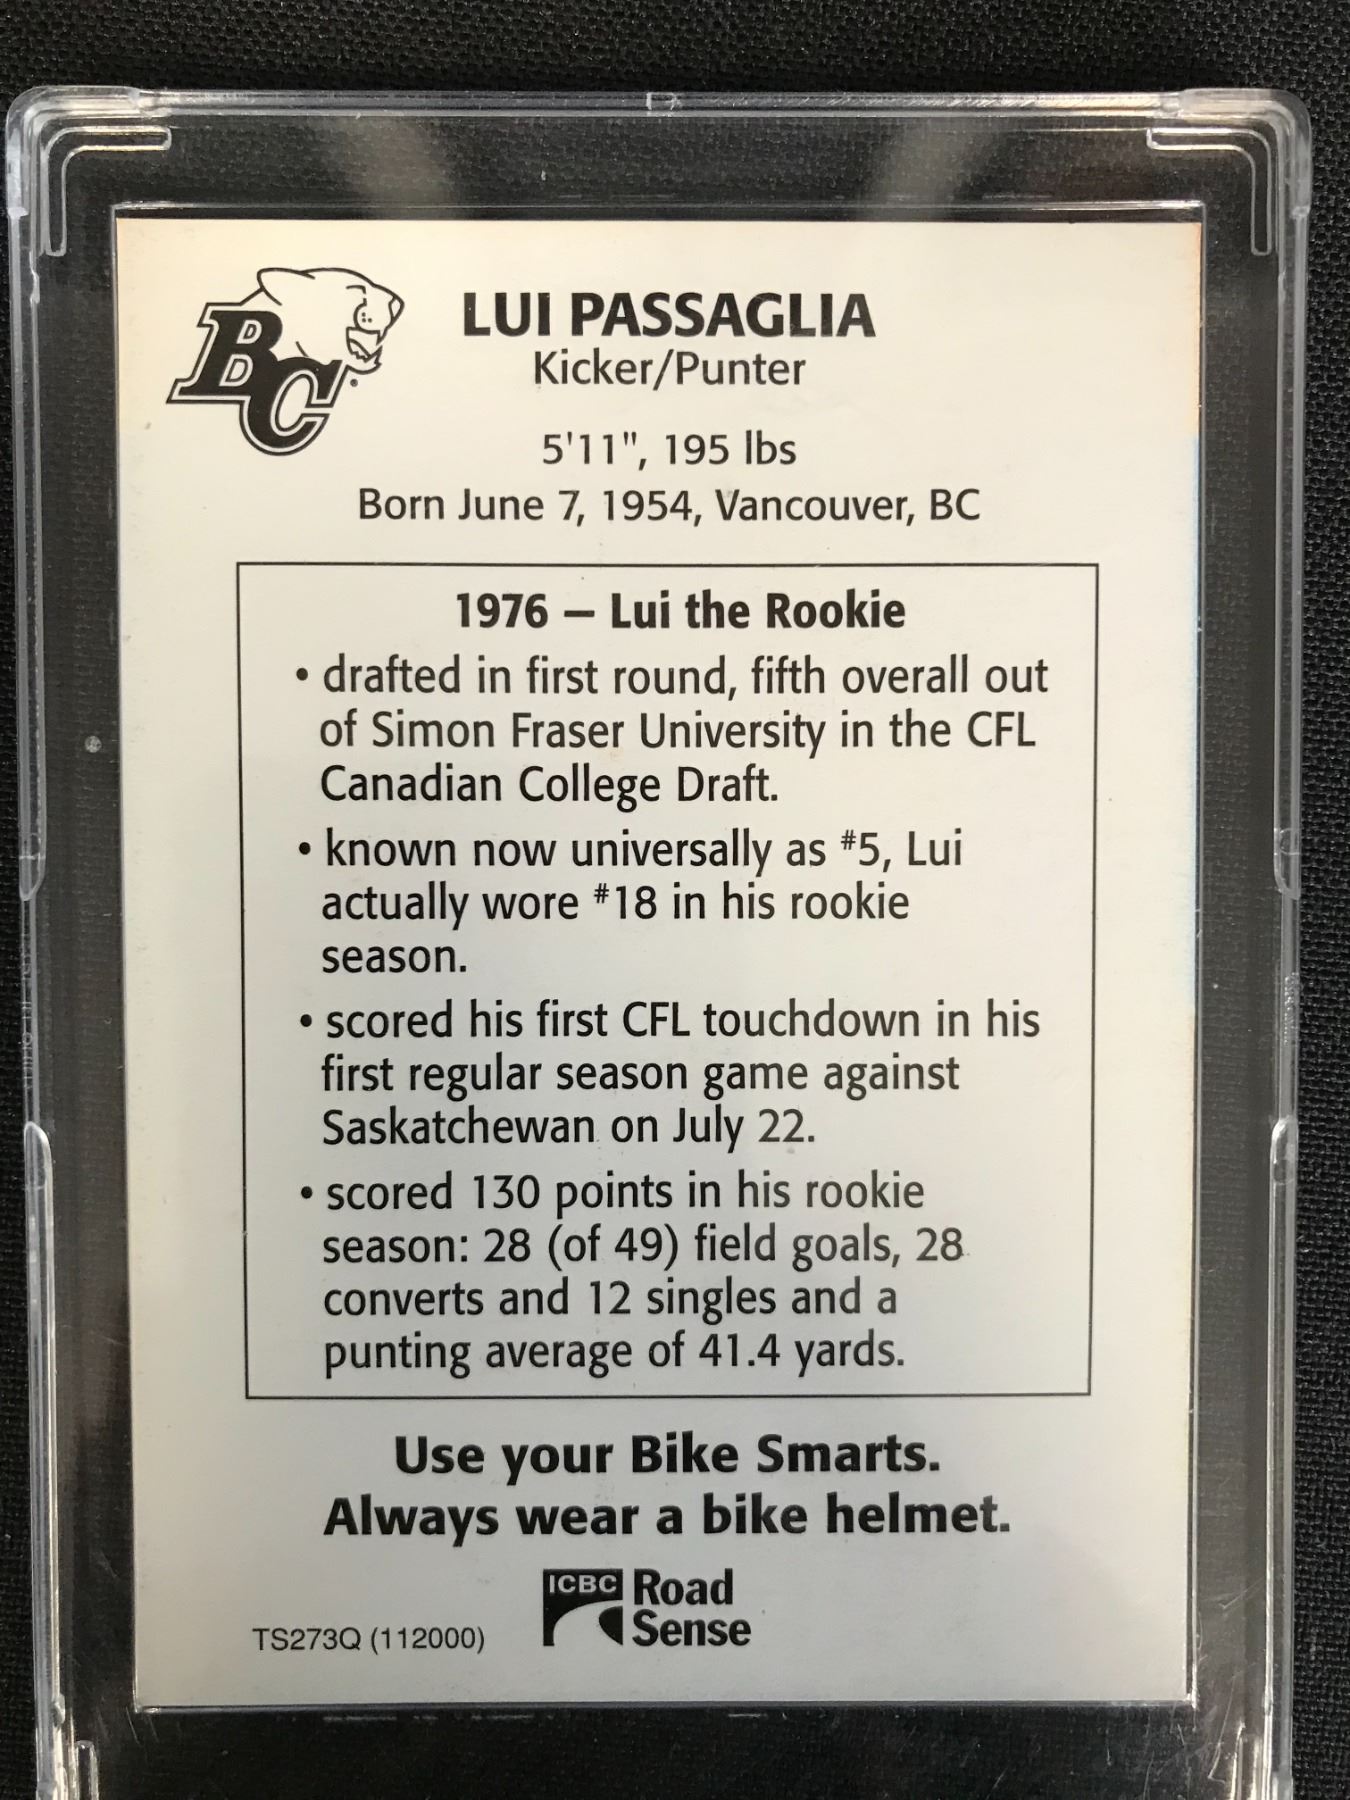 BC
LUI PASSAGLIA
Kicker/Punter
5'11", 195 lbs
Born June 7, 1954, Vancouver, BC
1976 – Lui the Rookie
• drafted in first round, fifth overall out
of Simon Fraser University in the CFL
Canadian College Draft.
• known now universally as #5, Lui
actually wore #18 in his rookie
season.
• scored his first CFL touchdown in his
first regular season game against
Saskatchewan on July 22.
• scored 130 points in his rookie
season: 28 (of 49) field goals, 28
converts and 12 singles and a
punting average of 41.4 yards.
Use your Bike Smarts.
Always wear a bike helmet.
ICBC Road
Sense
TS273Q (112000)